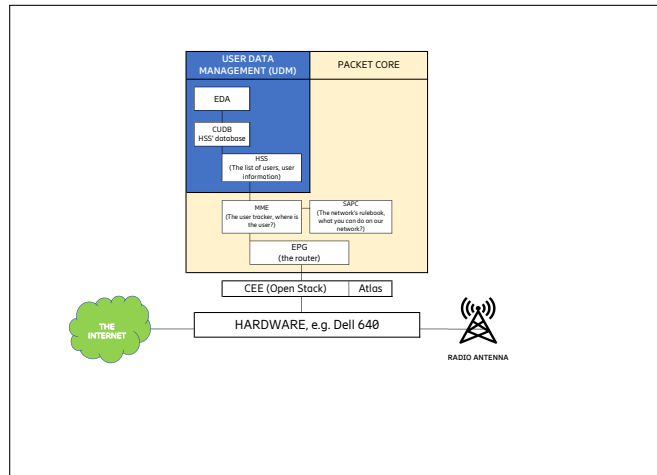 USER DATA
MANAGEMENT (UDM)
PACKET CORE
EDA
CUDB
HSS' database
HSS
(The list of users, user
information)
MME
(The user tracker, where is
the user?)
SAPC
(The network's rulebook,
what you can do on our
network?)
EPG
(the router)
CEE (Open Stack)
Atlas
THE
INTERNET
HARDWARE, e.g. Dell 640
RADIO ANTENNA